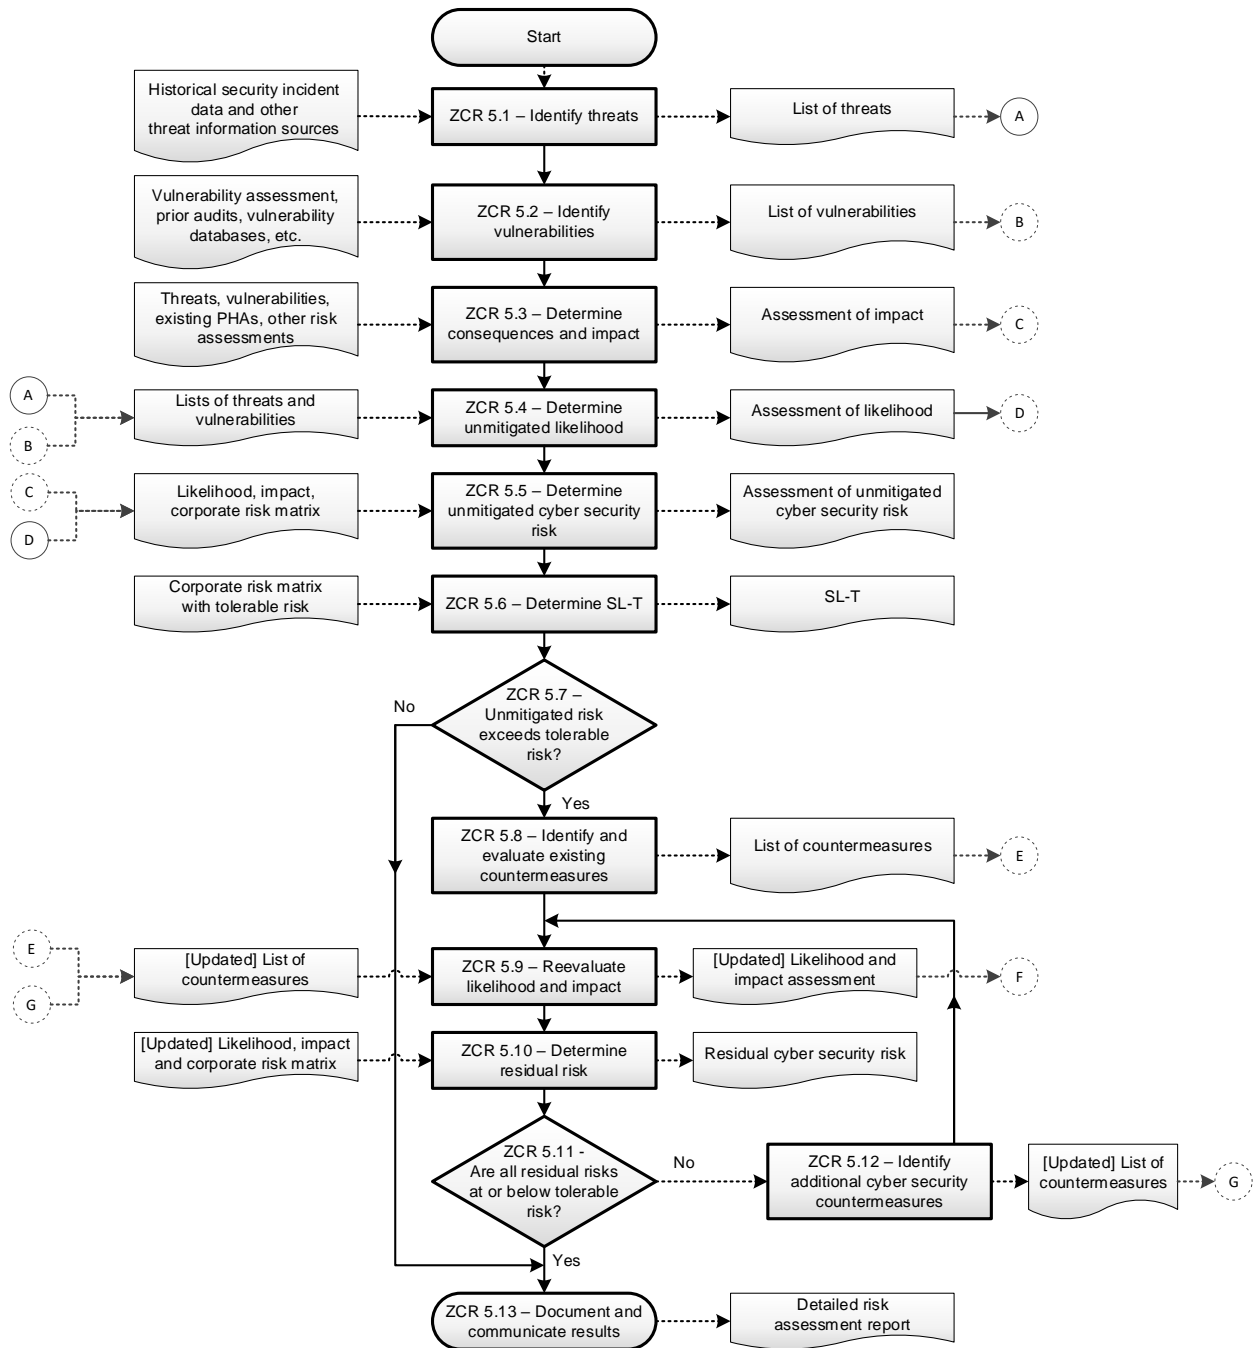 Start
Historical security incident
data and other
threat information sources
ZCR 5.1 – Identify threats
List of threats
A
Vulnerability assessment,
prior audits, vulnerability
databases, etc.
ZCR 5.2 – Identify
vulnerabilities
List of vulnerabilities
B
Threats, vulnerabilities,
existing PHAs, other risk
assessments
ZCR 5.3 – Determine
consequences and impact
Assessment of impact
C
A
B
Lists of threats and
vulnerabilities
ZCR 5.4 – Determine
unmitigated likelihood
Assessment of likelihood
D
C
D
Likelihood, impact,
corporate risk matrix
ZCR 5.5 – Determine
unmitigated cyber security
risk
Assessment of unmitigated
cyber security risk
Corporate risk matrix
with tolerable risk
ZCR 5.6 – Determine SL-T
SL-T
ZCR 5.7 –
Unmitigated risk
exceeds tolerable
risk?
No
Yes
ZCR 5.8 – Identify and
evaluate existing
countermeasures
List of countermeasures
E
E
G
[Updated] List of
countermeasures
ZCR 5.9 – Reevaluate
likelihood and impact
[Updated] Likelihood and
impact assessment
F
[Updated] Likelihood, impact
and corporate risk matrix
ZCR 5.10 – Determine
residual risk
Residual cyber security risk
ZCR 5.11 -
Are all residual risks
at or below tolerable
risk?
No
ZCR 5.12 – Identify
additional cyber security
countermeasures
[Updated] List of
countermeasures
G
Yes
ZCR 5.13 – Document and
communicate results
Detailed risk
assessment report